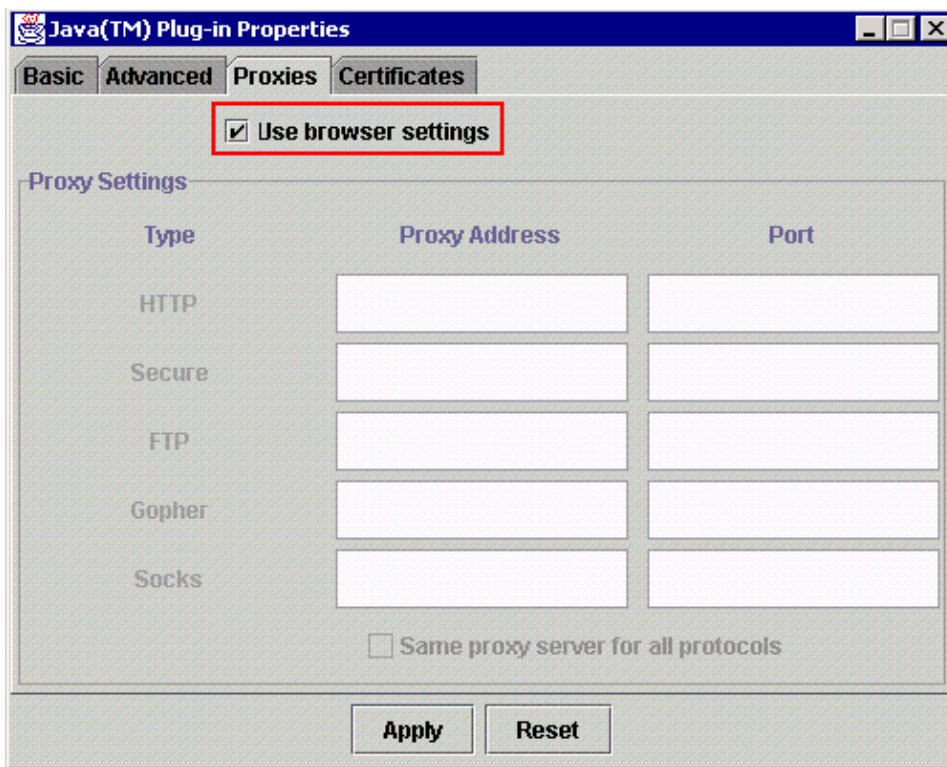 Java(TM) Plug-in Properties
Basic Advanced Proxies Certificates
Use browser settings
Proxy Settings
Type Proxy Address Port
HTTP
Secure
FTP
Gopher
Socks
Same proxy server for all protocols
Apply Reset